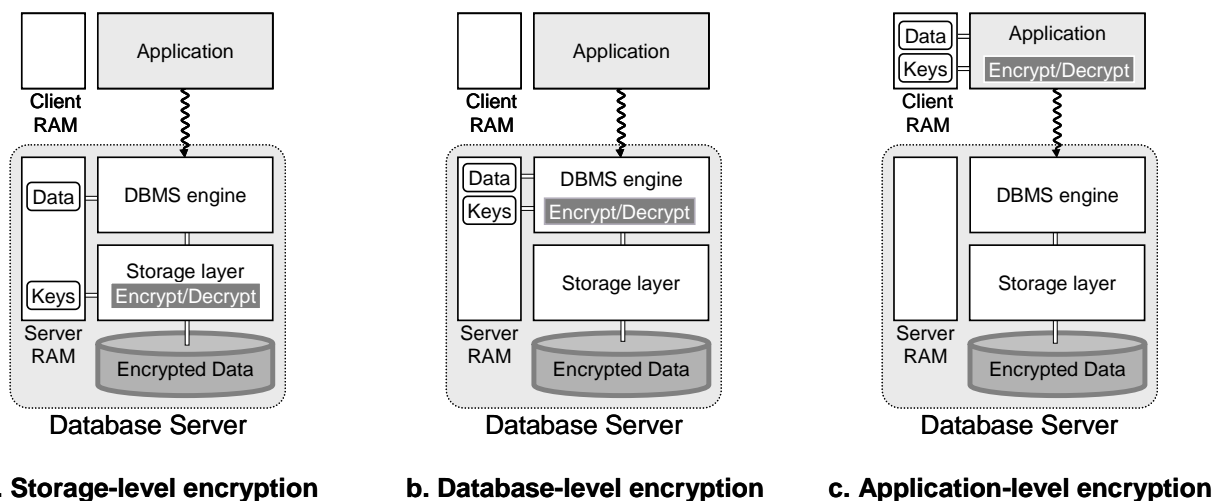 Application
Client
RAM
Data
DBMS engine
Keys
Storage layer
Encrypt/Decrypt
Server
RAM
Encrypted Data
Database Server
. Storage-level encryption
Application
Client
RAM
Data
Keys
DBMS engine
Encrypt/Decrypt
Storage layer
Server
RAM
Encrypted Data
Database Server
b. Database-level encryption
Data
Keys
Application
Encrypt/Decrypt
Client
RAM
DBMS engine
Storage layer
Server
RAM
Encrypted Data
Database Server
c. Application-level encryption